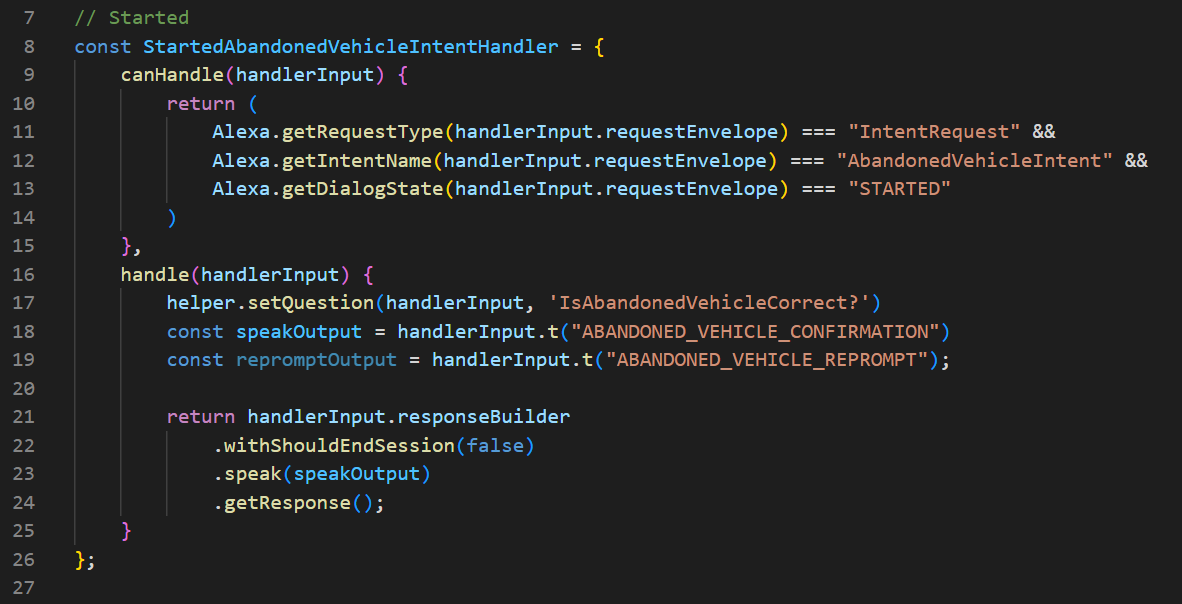 7 // Started
8 const StartedAbandonedVehicleIntentHandler = {
9     canHandle(handlerInput) {
10         return (
11             Alexa.getRequestType(handlerInput.requestEnvelope) === "IntentRequest" &&
12             Alexa.getIntentName(handlerInput.requestEnvelope) === "AbandonedVehicleIntent" &&
13             Alexa.getDialogState(handlerInput.requestEnvelope) === "STARTED"
14         )
15     },
16     handle(handlerInput) {
17         helper.setQuestion(handlerInput, 'IsAbandonedVehicleCorrect?')
18         const speakOutput = handlerInput.t("ABANDONED_VEHICLE_CONFIRMATION")
19         const repromptOutput = handlerInput.t("ABANDONED_VEHICLE_REPROMPT");
20
21         return handlerInput.responseBuilder
22             .withShouldEndSession(false)
23             .speak(speakOutput)
24             .getResponse();
25     }
26 };
27